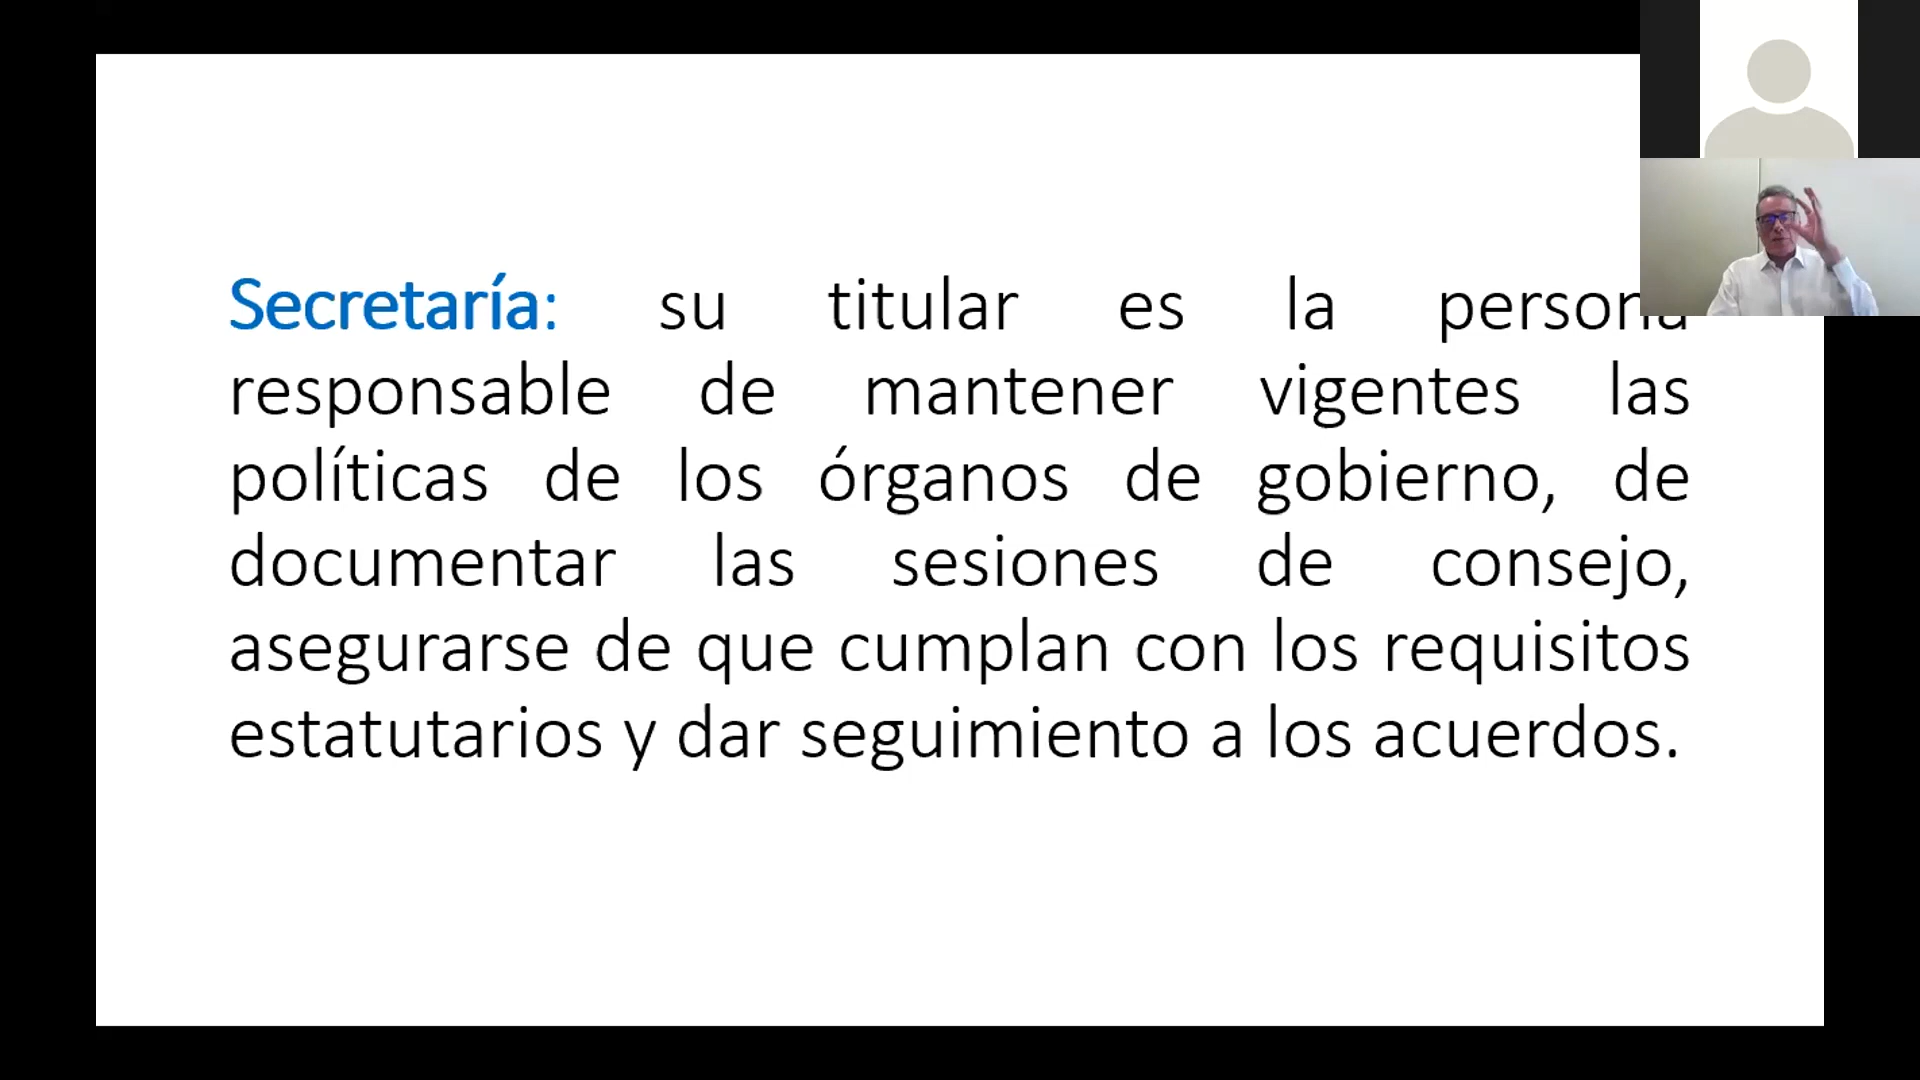 Secretaría: su titular es la persona
responsable de mantener vigentes las
políticas de los órganos de gobierno, de
documentar las sesiones de consejo,
asegurarse de que cumplan con los requisitos
estatutarios y dar seguimiento a los acuerdos.